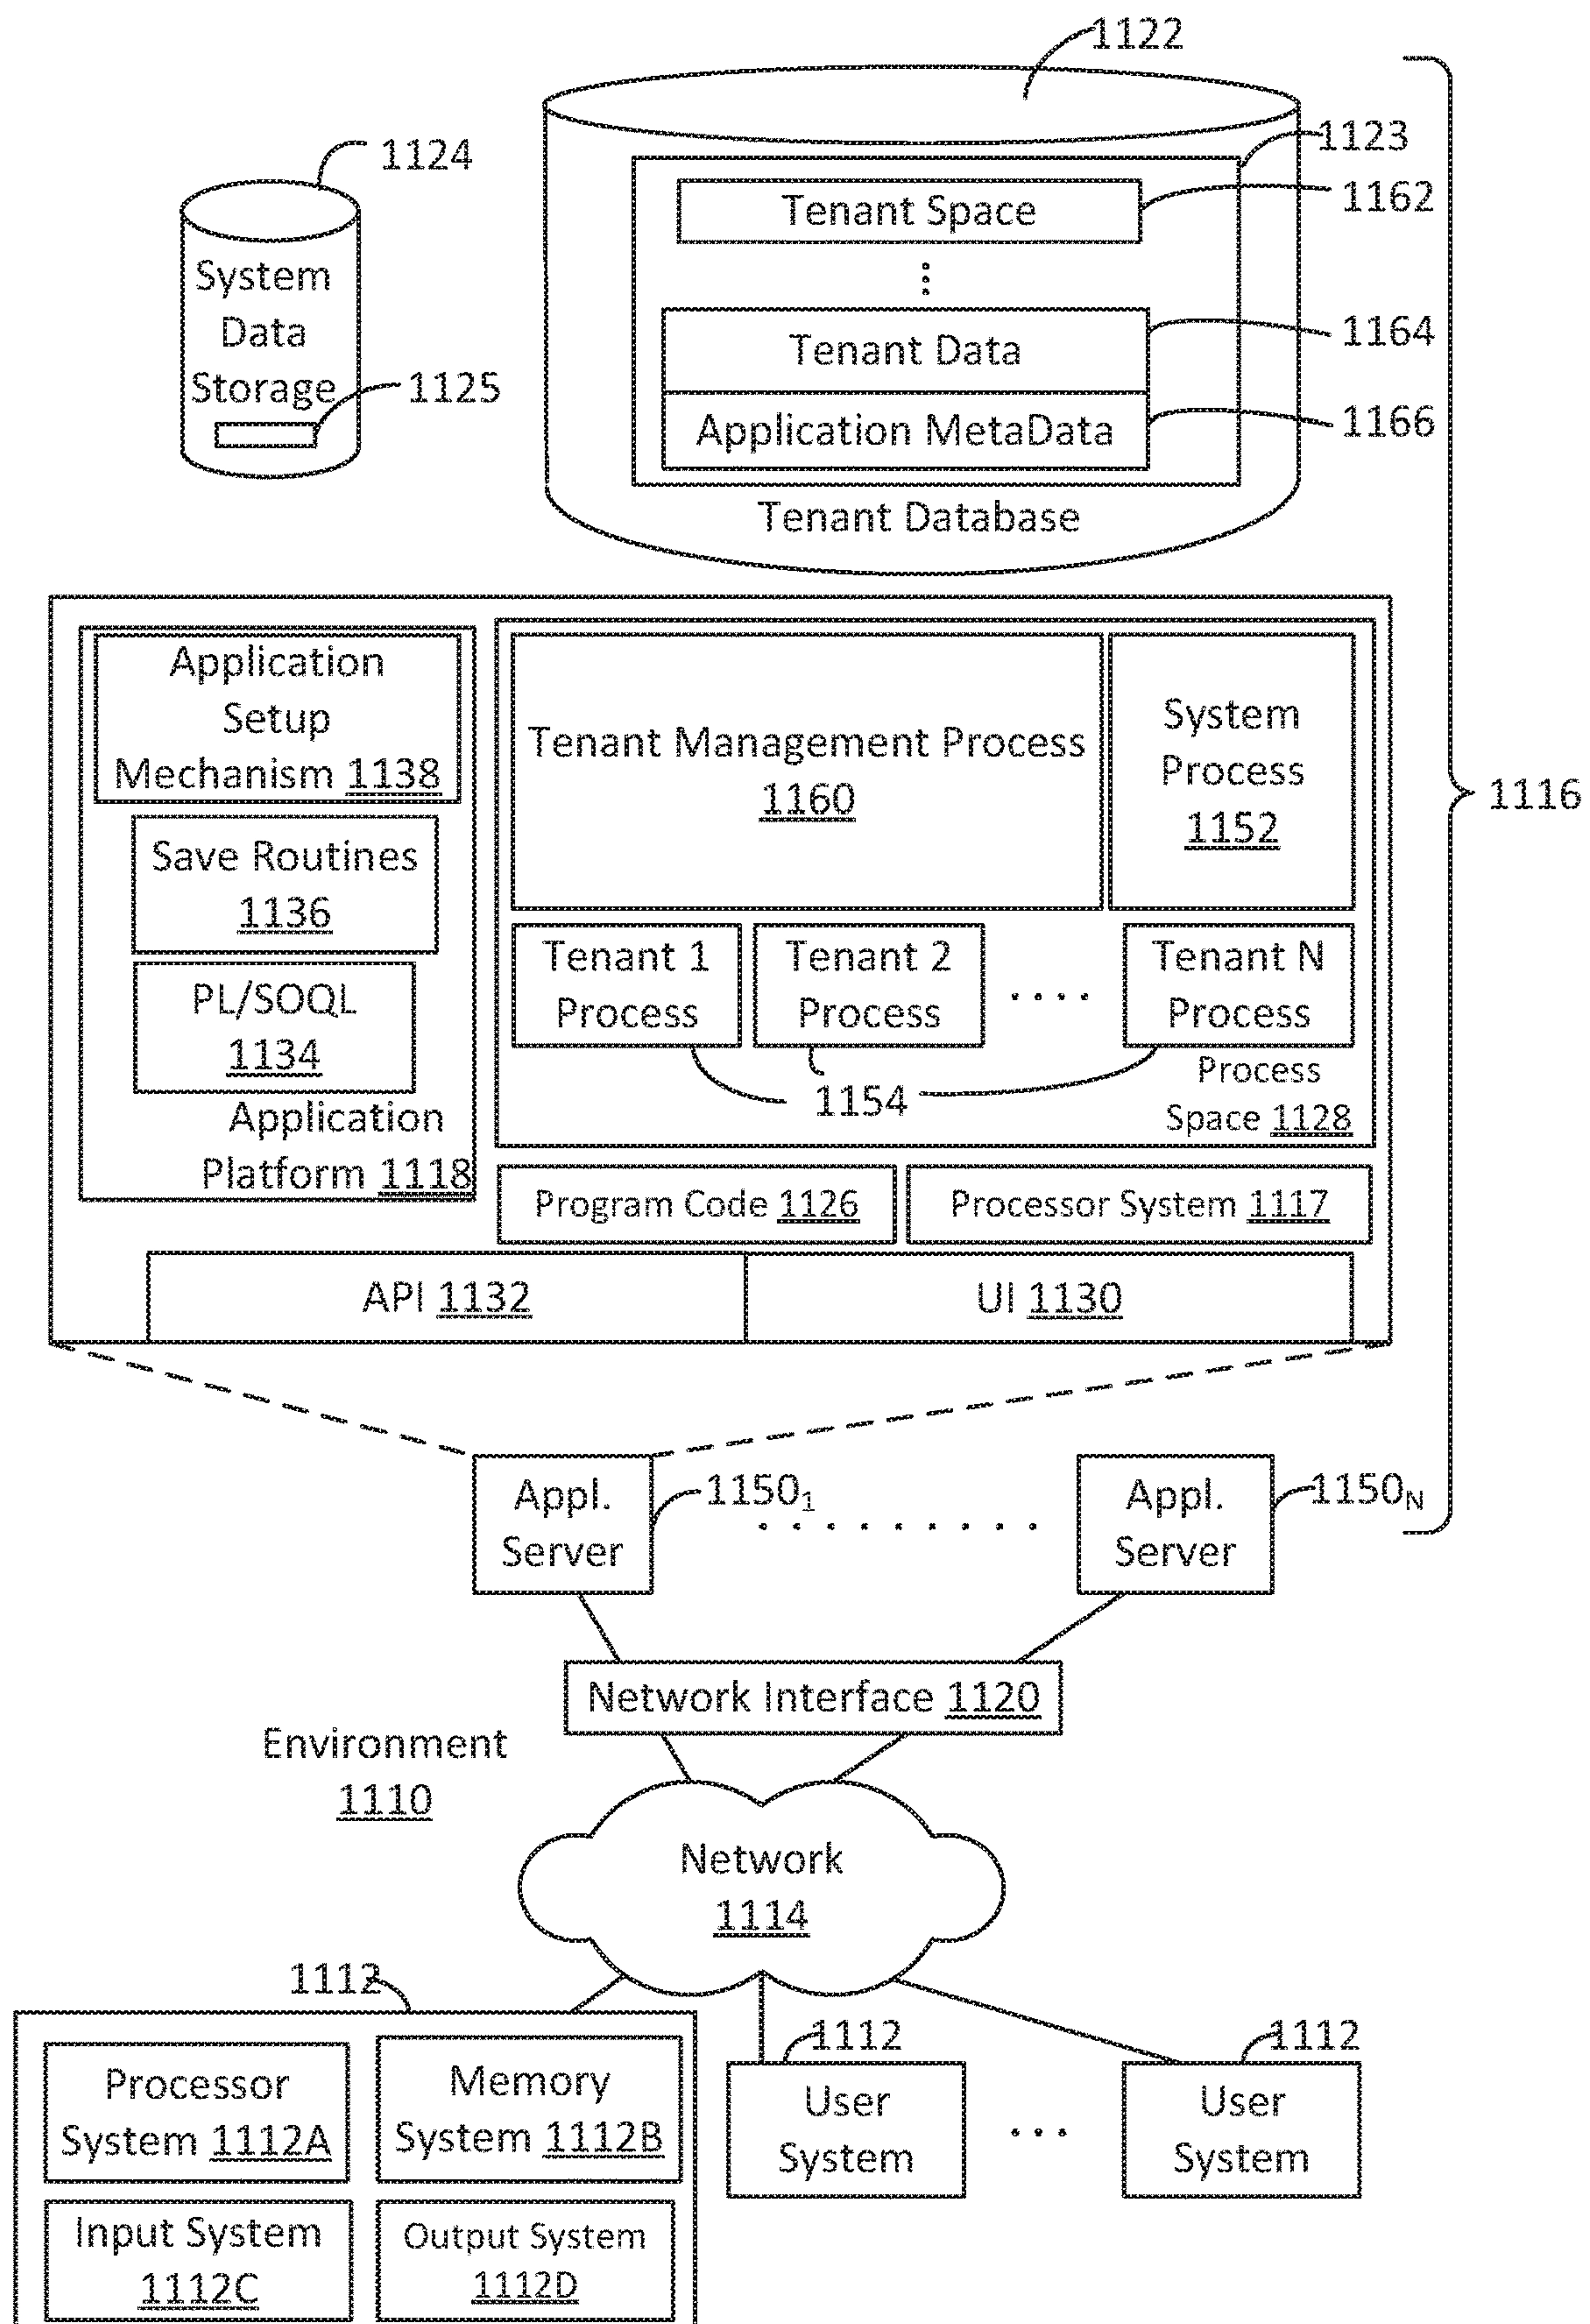 1122
1124
1123
Tenant Space
1162
System
Data
Storage
1125
Tenant Data
1164
Application MetaData
1166
Tenant Database
1116
Application
Setup
Mechanism 1138
Save Routines
1136
PL/SOQL
1134
Application
Platform 1118
Tenant Management Process
1160
System
Process
1152
Tenant 1
Process
Tenant 2
Process
Tenant N
Process
1154
Process
Space 1128
Program Code 1126
Processor System 1117
API 1132
UI 1130
Appl.
Server
1150₁
Appl.
Server
1150N
Network Interface 1120
Environment
1110
Network
1114
1112
Processor
System 1112A
Memory
System 1112B
Input System
1112C
Output System
1112D
1112
User
System
1112
User
System